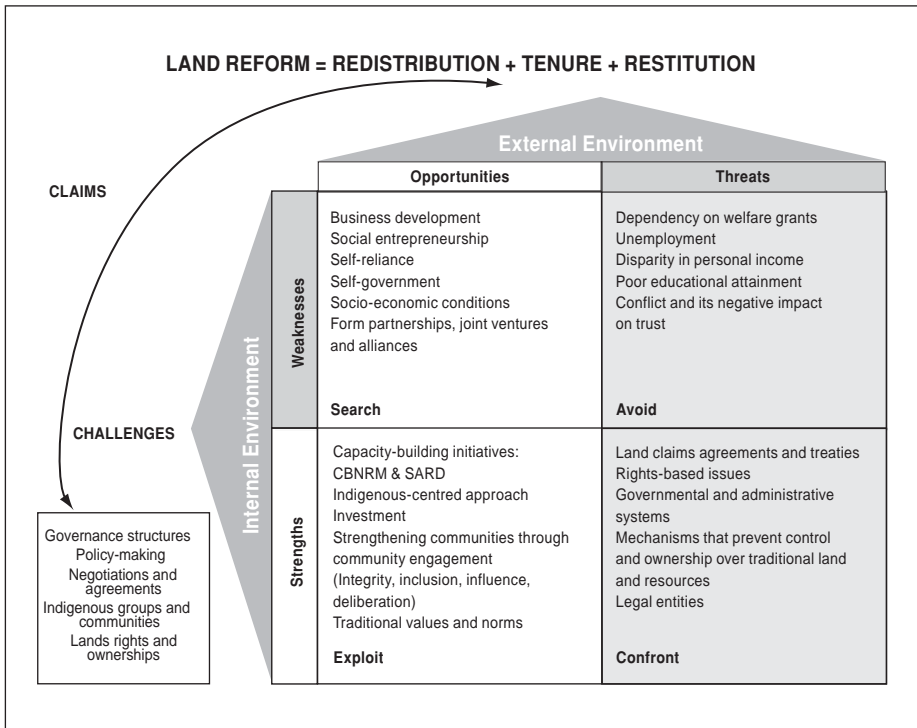 LAND REFORM = REDISTRIBUTION + TENURE + RESTITUTION
External Environment
CLAIMS
Opportunities
Threats
Internal Environment
Weaknesses
Business development
Social entrepreneurship
Self-reliance
Self-government
Socio-economic conditions
Form partnerships, joint ventures
and alliances
Search
Dependency on welfare grants
Unemployment
Disparity in personal income
Poor educational attainment
Conflict and its negative impact
on trust
Avoid
CHALLENGES
Strengths
Capacity-building initiatives:
CBNRM & SARD
Indigenous-centred approach
Investment
Strengthening communities through
community engagement
(Integrity, inclusion, influence,
deliberation)
Traditional values and norms
Exploit
Land claims agreements and treaties
Rights-based issues
Governmental and administrative
systems
Mechanisms that prevent control
and ownership over traditional land
and resources
Legal entities
Confront
Governance structures
Policy-making
Negotiations and
agreements
Indigenous groups and
communities
Lands rights and
ownerships